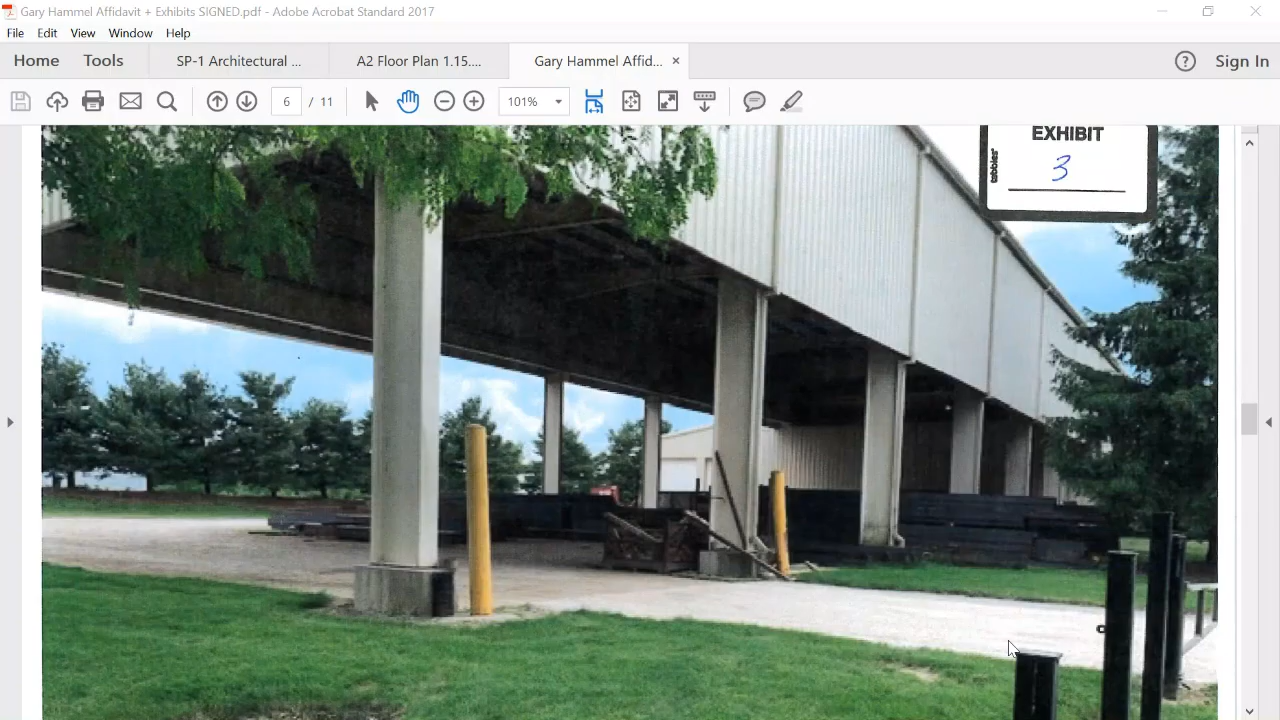 Gary Hammel Affidavit + Exhibits SIGNED.pdf - Adobe Acrobat Standard 2017
File Edit View Window Help
Home Tools SP-1 Architectural ... A2 Floor Plan 1.15.... Gary Hammel Affid... × Sign In
6 / 11 101%
EXHIBIT
3